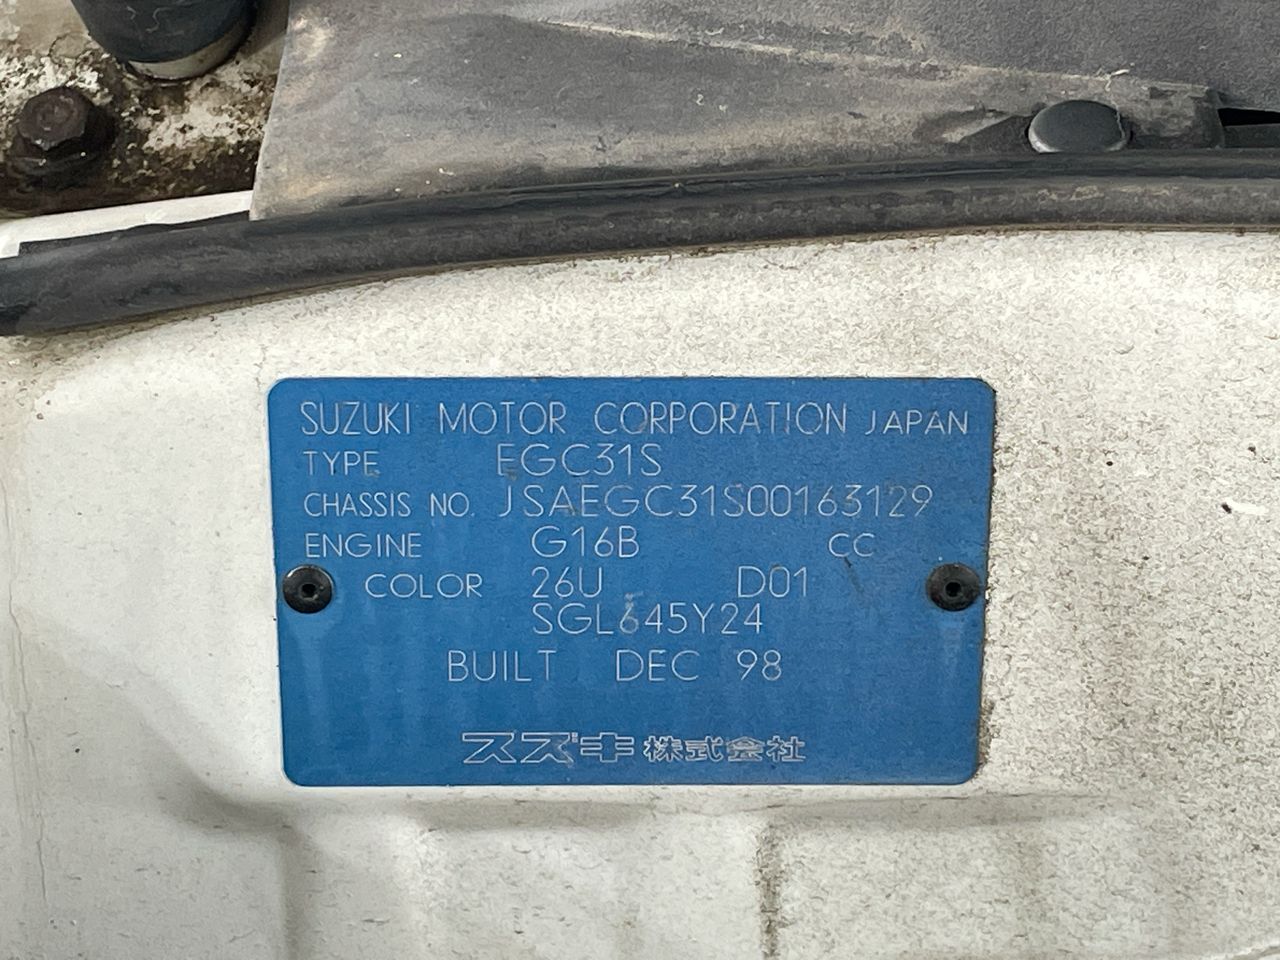 SUZUKI MOTOR CORPORATION JAPAN
TYPE EGC31S
CHASSIS NO. JSAEGC31S00163129
ENGINE G16B CC
COLOR 26U D01
SGL645Y24
BUILT DEC 98
スズキ株式会社